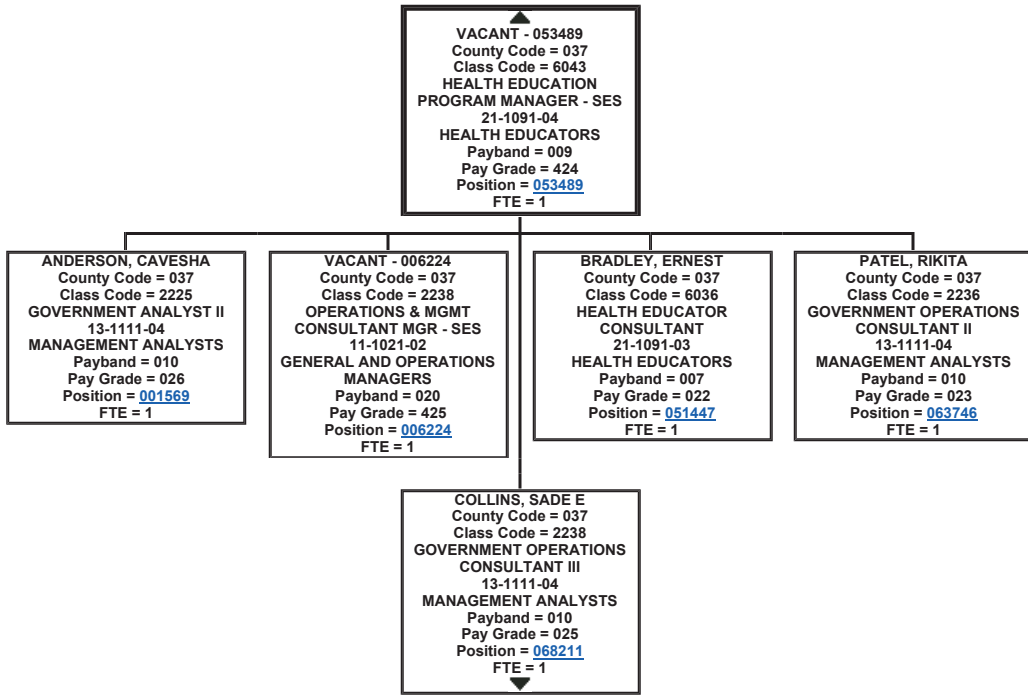 VACANT - 053489
County Code = 037
Class Code = 6043
HEALTH EDUCATION
PROGRAM MANAGER - SES
21-1091-04
HEALTH EDUCATORS
Payband = 009
Pay Grade = 424
Position = 053489
FTE = 1
ANDERSON, CAVESHA
County Code = 037
Class Code = 2225
GOVERNMENT ANALYST II
13-1111-04
MANAGEMENT ANALYSTS
Payband = 010
Pay Grade = 026
Position = 001569
FTE = 1
VACANT - 006224
County Code = 037
Class Code = 2238
OPERATIONS & MGMT
CONSULTANT MGR - SES
11-1021-02
GENERAL AND OPERATIONS
MANAGERS
Payband = 020
Pay Grade = 425
Position = 006224
FTE = 1
BRADLEY, ERNEST
County Code = 037
Class Code = 6036
HEALTH EDUCATOR
CONSULTANT
21-1091-03
HEALTH EDUCATORS
Payband = 007
Pay Grade = 022
Position = 051447
FTE = 1
PATEL, RIKITA
County Code = 037
Class Code = 2236
GOVERNMENT OPERATIONS
CONSULTANT II
13-1111-04
MANAGEMENT ANALYSTS
Payband = 010
Pay Grade = 023
Position = 063746
FTE = 1
COLLINS, SADE E
County Code = 037
Class Code = 2238
GOVERNMENT OPERATIONS
CONSULTANT III
13-1111-04
MANAGEMENT ANALYSTS
Payband = 010
Pay Grade = 025
Position = 068211
FTE = 1